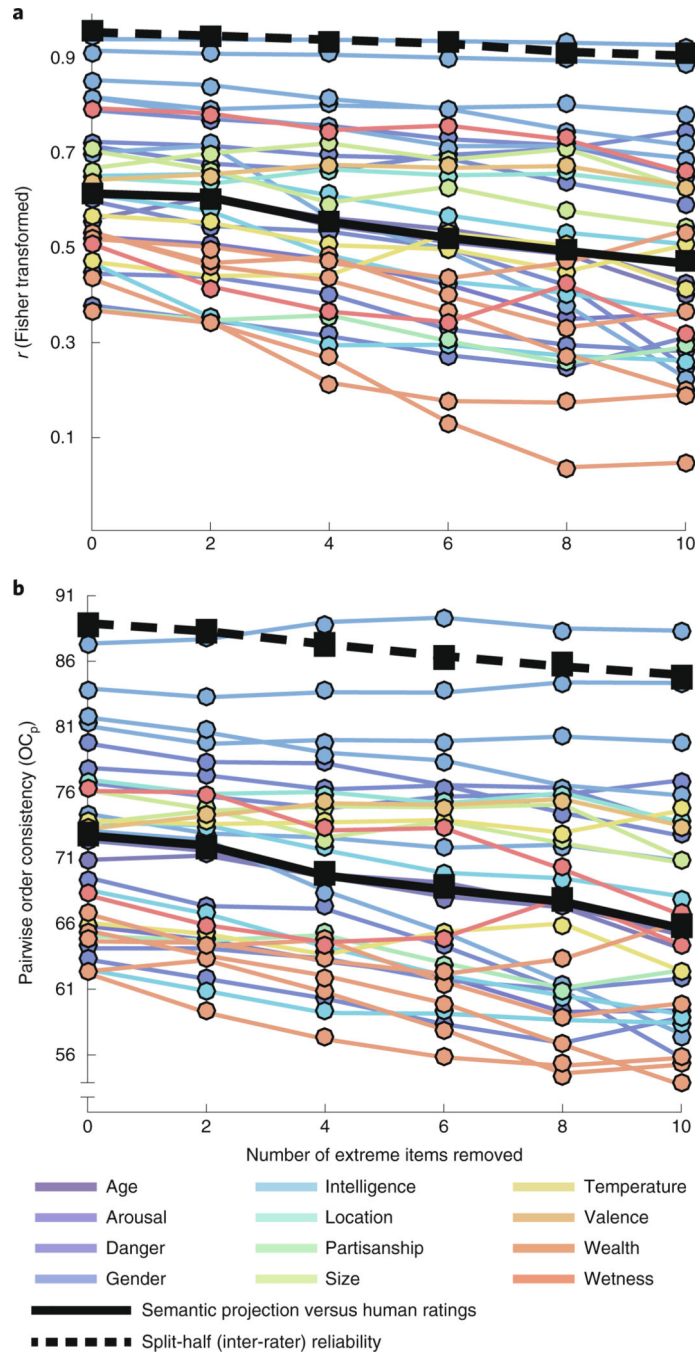 a
0.9
0.7
0.5
0.3
0.1
r (Fisher transformed)
0 2 4 6 8 10
b
91
86
81
76
71
66
61
56
Pairwise order consistency (OCp)
0 2 4 6 8 10
Number of extreme items removed
Age Intelligence Temperature
Arousal Location Valence
Danger Partisanship Wealth
Gender Size Wetness
Semantic projection versus human ratings
Split-half (inter-rater) reliability